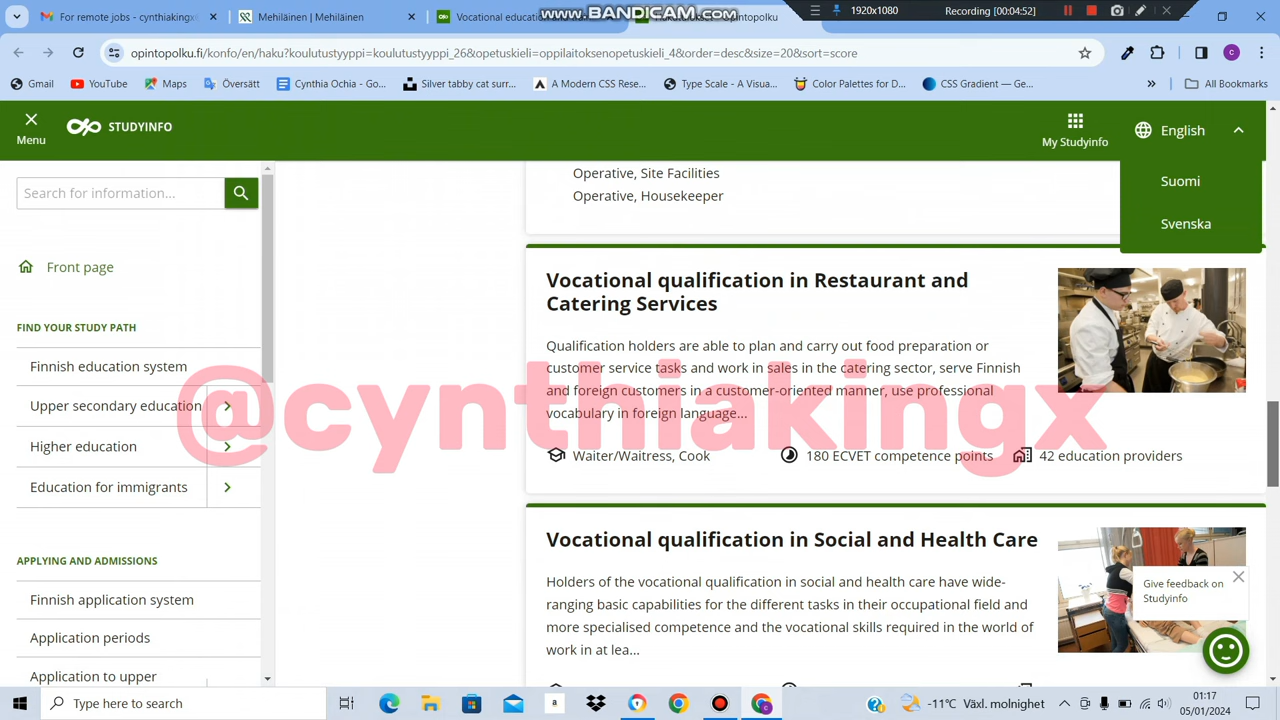 Mehiläinen | Mehiläinen
Vocational educ
opintopolku
WWW.BANDICAM.COM
1920x1080
Recording [00:04:52]
opintopolku.fi/konfo/en/haku?koulutustyyppi=koulutustyyppi_26&opetuskieli=oppilaitoksenopetuskieli_4&order=desc&size=20&sort=score
Gmail
YouTube
Maps
Översätt
Cynthia Ochia - Go...
Silver tabby cat surr...
A Modern CSS Rese...
Type Scale - A Visua...
Color Palettes for D...
CSS Gradient — Ge...
All Bookmarks
Menu
STUDYINFO
My Studyinfo
English
Suomi
Svenska
Search for information...
Front page
FIND YOUR STUDY PATH
Finnish education system
Upper secondary education
Higher education
Education for immigrants
APPLYING AND ADMISSIONS
Finnish application system
Application periods
Application to upper
Operative, Site Facilities
Operative, Housekeeper
Vocational qualification in Restaurant and
Catering Services
Qualification holders are able to plan and carry out food preparation or
customer service tasks and work in sales in the catering sector, serve Finnish
and foreign customers in a customer-oriented manner, use professional
vocabulary in foreign language...
Waiter/Waitress, Cook
180 ECVET competence points
42 education providers
@cynthiakingx
Vocational qualification in Social and Health Care
Holders of the vocational qualification in social and health care have wide-
ranging basic capabilities for the different tasks in their occupational field and
more specialised competence and the vocational skills required in the world of
work in at lea...
Give feedback on
Studyinfo
Type here to search
-11°C Växl. molnighet
01:17
05/01/2024